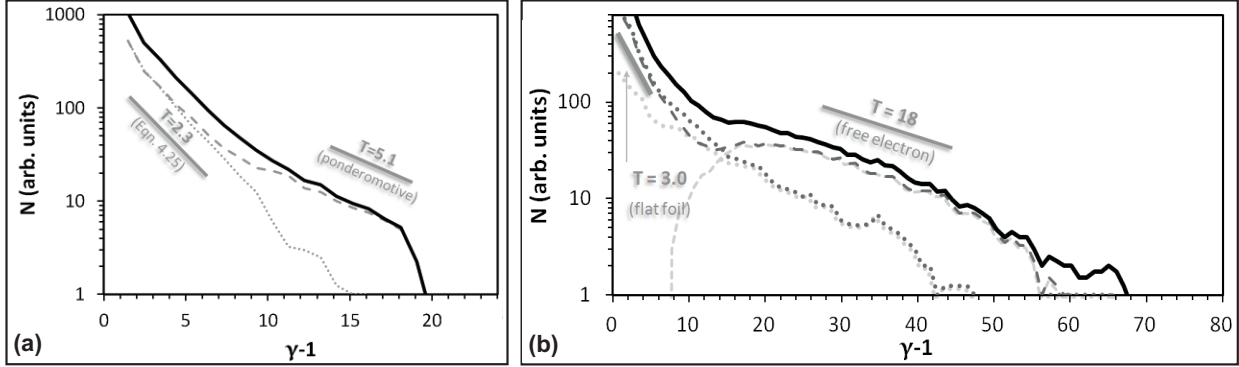 1000
100
10
1
N (arb. units)
T=2.3
(Eqn. 4.25)
T=5.1
(ponderomotive)
0 5 10 15 20
(a)
γ-1
100
10
1
N (arb. units)
T = 18
(free electron)
T = 3.0
(flat foil)
0 10 20 30 40 50 60 70 80
(b)
γ-1